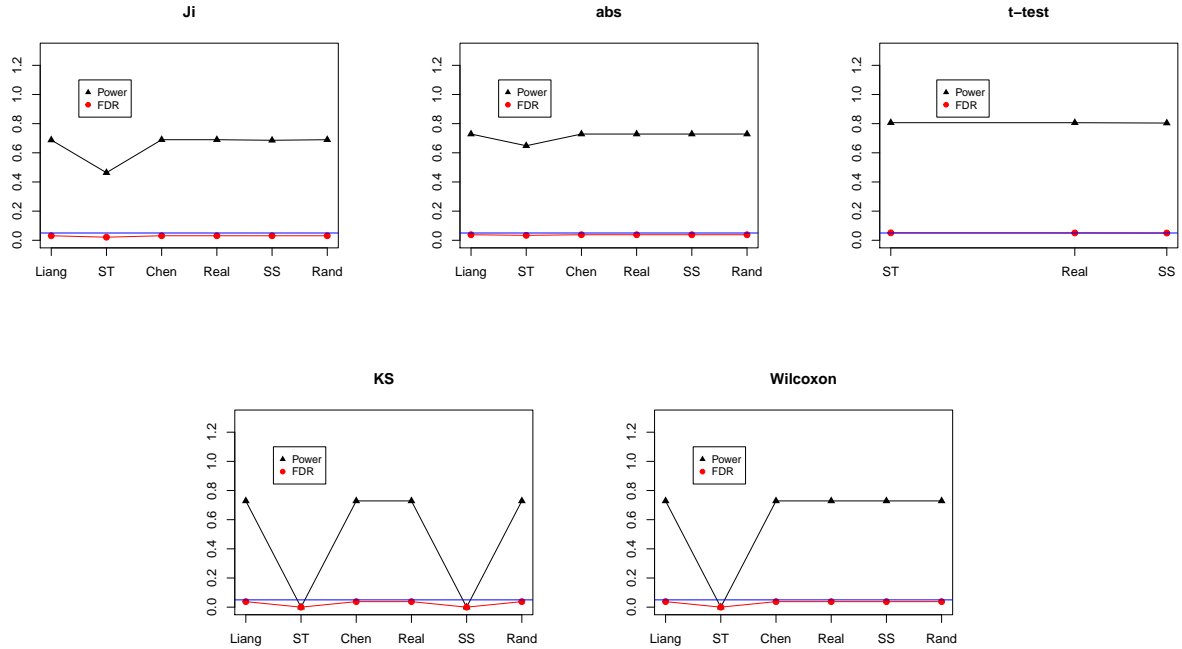 Ji
1.2
1.0
0.8
0.6
0.4
0.2
0.0
Power
FDR
Liang ST Chen Real SS Rand
abs
1.2
1.0
0.8
0.6
0.4
0.2
0.0
Power
FDR
Liang ST Chen Real SS Rand
t−test
1.2
1.0
0.8
0.6
0.4
0.2
0.0
Power
FDR
ST Real SS
KS
1.2
1.0
0.8
0.6
0.4
0.2
0.0
Power
FDR
Liang ST Chen Real SS Rand
Wilcoxon
1.2
1.0
0.8
0.6
0.4
0.2
0.0
Power
FDR
Liang ST Chen Real SS Rand